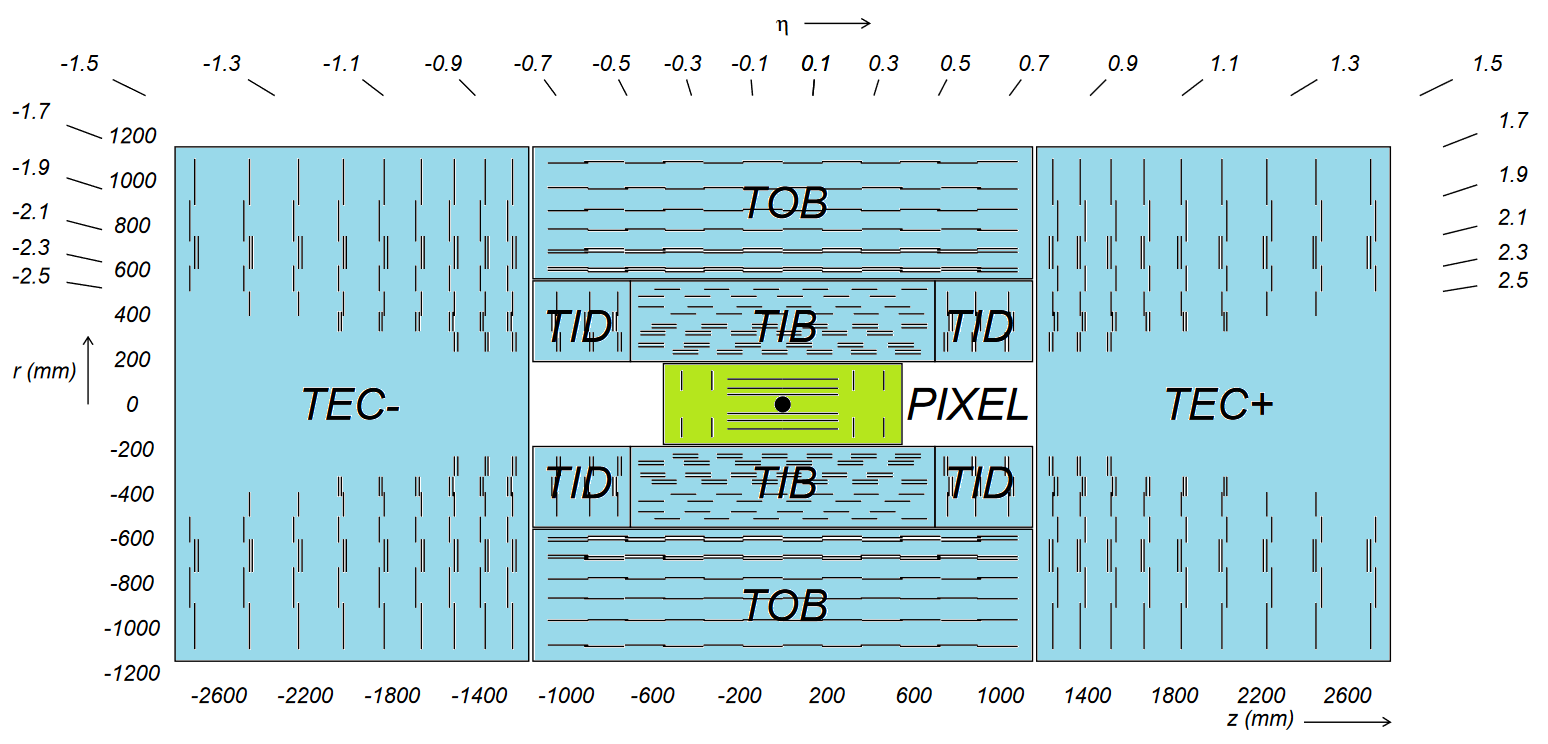 η
-1.5 -1.3 -1.1 -0.9 -0.7 -0.5 -0.3 -0.1 0.1 0.3 0.5 0.7 0.9 1.1 1.3 1.5
-1.7 1.7
-1.9 1.9
-2.1 2.1
-2.3 2.3
-2.5 2.5
1200
1000
800
600
400
200
0
-200
-400
-600
-800
-1000
-1200
r (mm)
TOB
TID TIB TID
TEC- PIXEL TEC+
TID TIB TID
TOB
-2600 -2200 -1800 -1400 -1000 -600 -200 200 600 1000 1400 1800 2200 2600
z (mm)